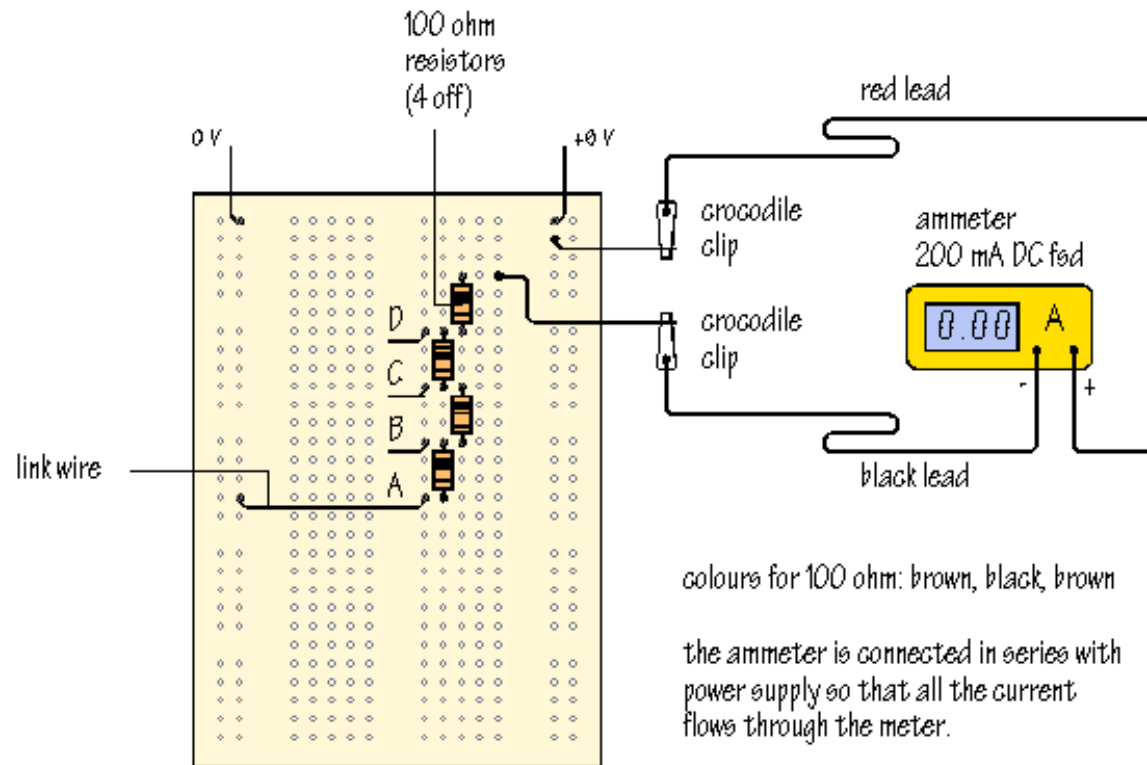 100 ohm
resistors
(4 off)
0 V
+6 V
red lead
crocodile
clip
ammeter
200 mA DC fsd
0.00
A
- +
crocodile
clip
black lead
D
C
B
A
link wire
colours for 100 ohm: brown, black, brown
the ammeter is connected in series with
power supply so that all the current
flows through the meter.